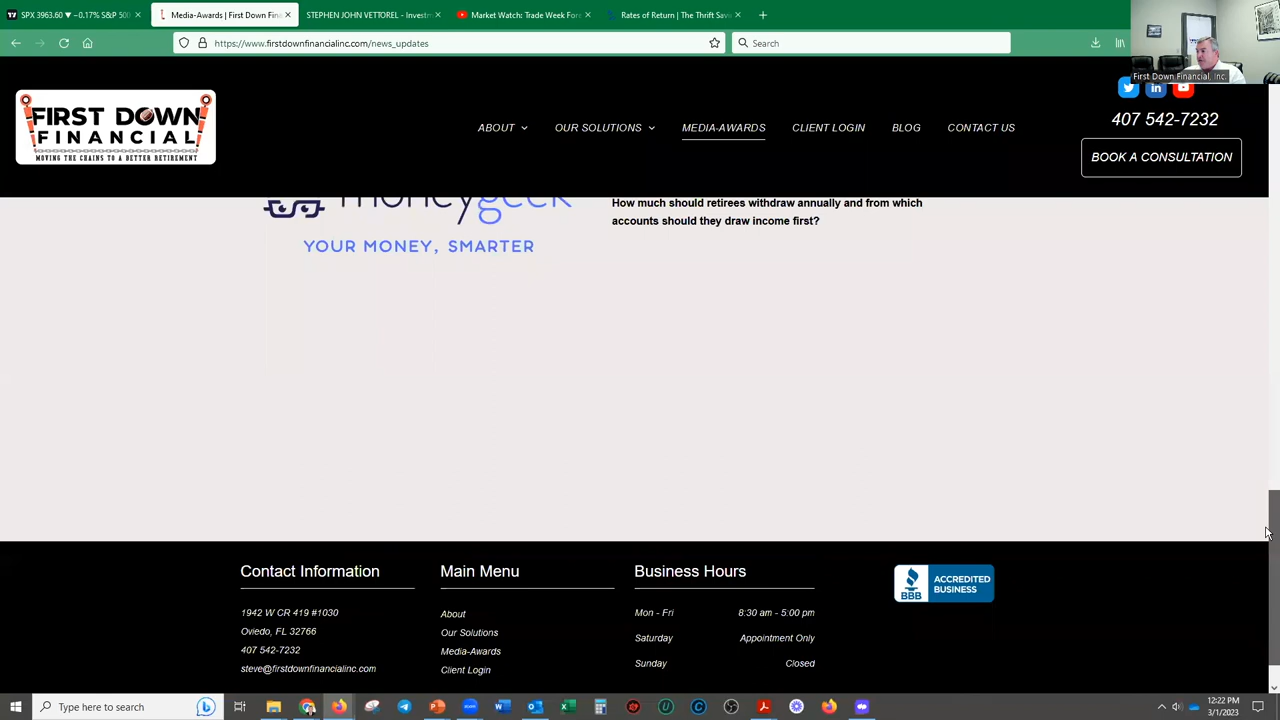 SPX 3963.60 ▼ −0.17% S&P 500
Media-Awards | First Down Fin
STEPHEN JOHN VETTOREL - Investm
Market Watch: Trade Week For
Rates of Return | The Thrift Sav
https://www.firstdownfinancialinc.com/news_updates
Search
First Down Financial, Inc.
FIRST DOWN
FINANCIAL
MOVING THE CHAINS TO A BETTER RETIREMENT
ABOUT
OUR SOLUTIONS
MEDIA-AWARDS
CLIENT LOGIN
BLOG
CONTACT US
407 542-7232
BOOK A CONSULTATION
moneygeek
YOUR MONEY, SMARTER
How much should retirees withdraw annually and from which
accounts should they draw income first?
Contact Information
1942 W CR 419 #1030
Oviedo, FL 32766
407 542-7232
steve@firstdownfinancialinc.com
Main Menu
About
Our Solutions
Media-Awards
Client Login
Business Hours
Mon - Fri 8:30 am - 5:00 pm
Saturday Appointment Only
Sunday Closed
BBB
ACCREDITED
BUSINESS
Type here to search
12:22 PM
3/1/2023